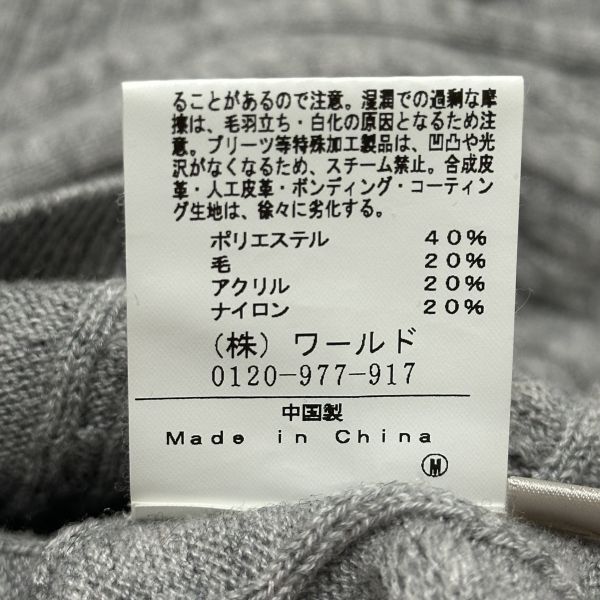 ることがあるので注意。湿潤での過剰な摩
擦は、毛羽立ち・白化の原因となるため注
意。プリーツ等特殊加工製品は、凹凸や光
沢がなくなるため、スチーム禁止。合成皮
革・人工皮革・ボンディング・コーティン
グ生地は、徐々に劣化する。
ポリエステル 40%
毛 20%
アクリル 20%
ナイロン 20%
(株) ワールド
0120-977-917
中国製
Made in China
M